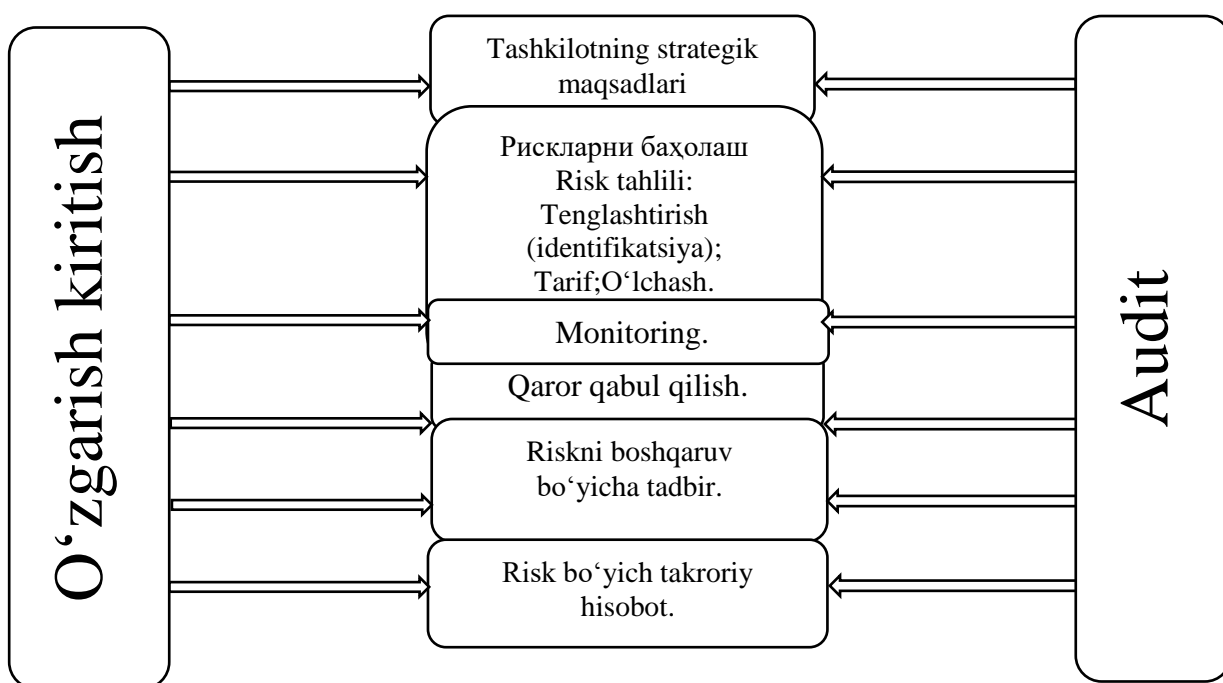 O‘zgarish kiritish
Tashkilotning strategik
maqsadlari
Рискларни баҳолаш
Risk tahlili:
Tenglashtirish
(identifikatsiya);
Tarif;O‘lchash.
Monitoring.
Qaror qabul qilish.
Riskni boshqaruv
bo‘yicha tadbir.
Risk bo‘yich takroriy
hisobot.
Audit